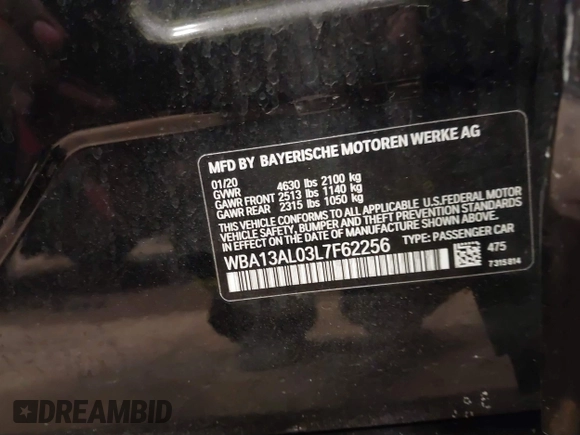 MFD BY BAYERISCHE MOTOREN WERKE AG
01/20
GVWR 4630 lbs 2100 kg
GAWR FRONT 2513 lbs 1140 kg
GAWR REAR 2315 lbs 1050 kg
THIS VEHICLE CONFORMS TO ALL APPLICABLE U.S.FEDERAL MOTOR
VEHICLE SAFETY, BUMPER, AND THEFT PREVENTION STANDARDS
IN EFFECT ON THE DATE OF MANUFACTURE SHOWN ABOVE.
WBA13AL03L7F62256 TYPE: PASSENGER CAR
475
7315814
DREAMBID